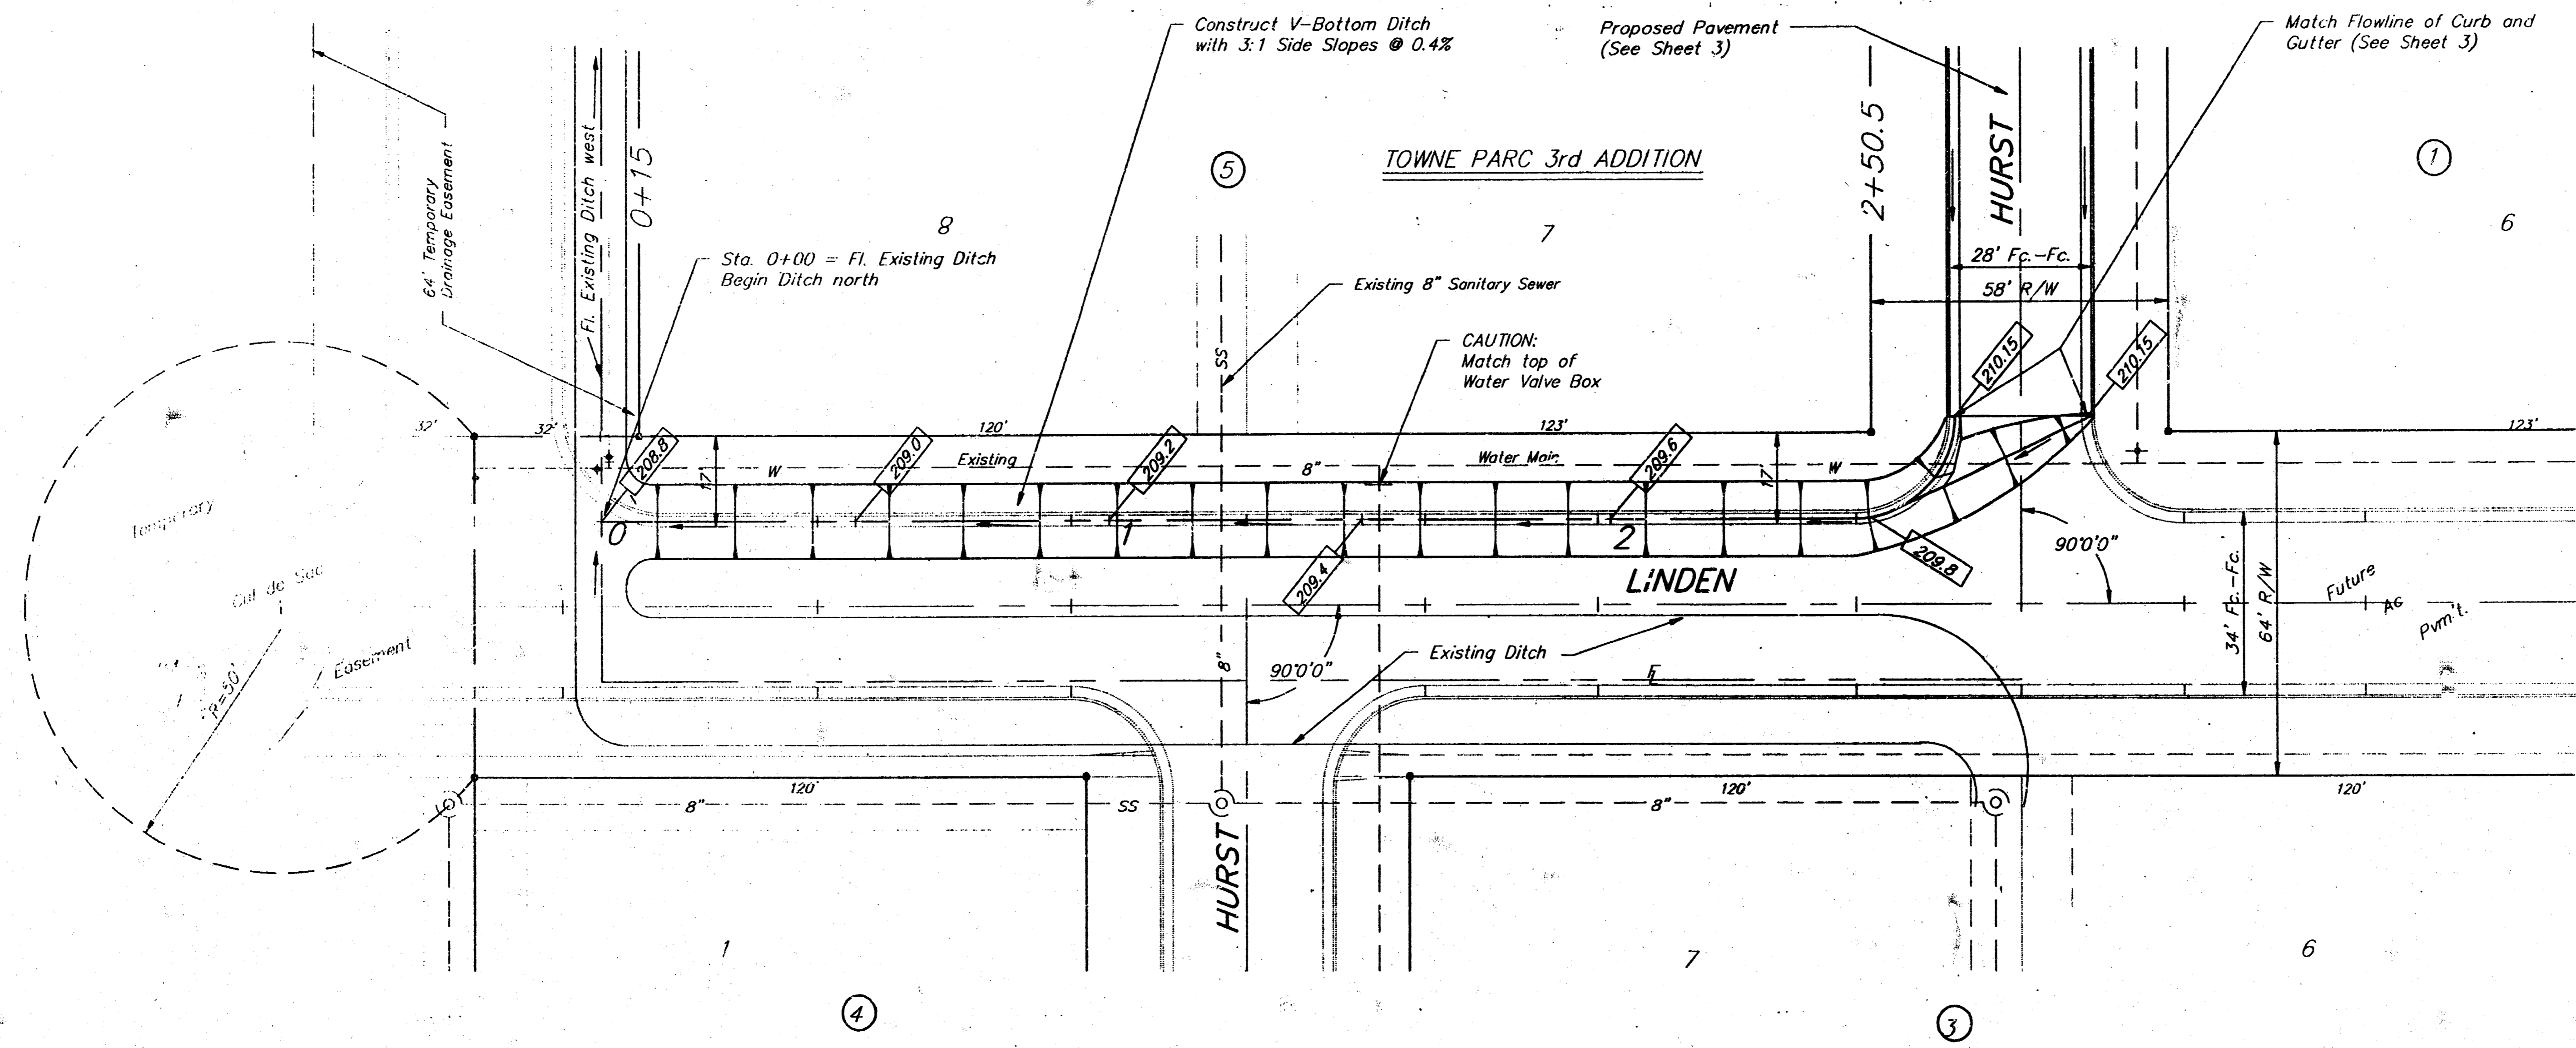 Construct V-Bottom Ditch
with 3:1 Side Slopes @ 0.4%
Proposed Pavement
(See Sheet 3)
Match Flowline of Curb and
Gutter (See Sheet 3)
64' Temporary
Drainage Easement
Fl. Existing Ditch west
0+15
5
TOWNE PARC 3rd ADDITION
2+50.5
HURST
1
8
7
6
Sta. 0+00 = Fl. Existing Ditch
Begin Ditch north
Existing 8" Sanitary Sewer
SS
28' Fc.-Fc.
58' R/W
CAUTION:
Match top of
Water Valve Box
210.15
210.15
32'
32'
120'
123'
123'
208.8
17'
W
209.0
Existing
209.2
8"
Water Main
209.6
17'
W
0
1
2
209.4
209.8
LINDEN
90°0'0"
Temporary
Cul de Sac
Easement
R=50'
34' Fc.-Fc.
64' R/W
Future
AC
Pvm't.
8"
90°0'0"
Existing Ditch
FL
120'
120'
120'
8"
SS
8"
HURST
1
7
6
4
3